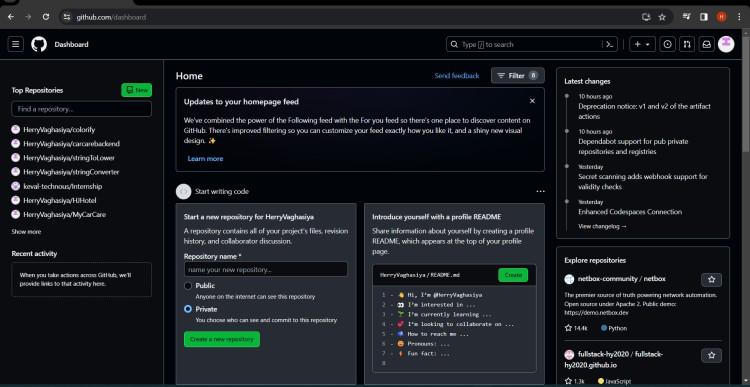 github.com/dashboard
H
Dashboard
Type / to search
Top Repositories
New
Find a repository...
HerryVaghasiya/colorify
HerryVaghasiya/carcarebackend
HerryVaghasiya/stringToLower
HerryVaghasiya/stringConverter
keval-technous/Internship
HerryVaghasiya/HJHotel
HerryVaghasiya/MyCarCare
Show more
Recent activity
When you take actions across GitHub, we'll
provide links to that activity here.
Home
Send feedback
Filter 8
Updates to your homepage feed
We've combined the power of the Following feed with the For you feed so there's one place to discover content on
GitHub. There's improved filtering so you can customize your feed exactly how you like it, and a shiny new visual
design. ✨
Learn more
Start writing code
Start a new repository for HerryVaghasiya
A repository contains all of your project's files, revision
history, and collaborator discussion.
Repository name *
name your new repository...
Public
Anyone on the internet can see this repository
Private
You choose who can see and commit to this repository
Create a new repository
Introduce yourself with a profile README
Share information about yourself by creating a profile
README, which appears at the top of your profile
page.
HerryVaghasiya/README.md
Create
1 - 👋 Hi, I'm @HerryVaghasiya
2 - 👀 I'm interested in ...
3 - 🌱 I'm currently learning ...
4 - 💞️ I'm looking to collaborate on ...
5 - 📫 How to reach me ...
6 - 😄 Pronouns: ...
7 - ⚡ Fun fact: ...
8
Latest changes
10 hours ago
Deprecation notice: v1 and v2 of the artifact
actions
10 hours ago
Dependabot support for pub private
repositories and registries
Yesterday
Secret scanning adds webhook support for
validity checks
Yesterday
Enhanced Codespaces Connection
View changelog →
Explore repositories
netbox-community / netbox
The premier source of truth powering network automation.
Open source under Apache 2. Public demo:
https://demo.netbox.dev
14.4k Python
fullstack-hy2020 / fullstack-
hy2020.github.io
1.3k JavaScript